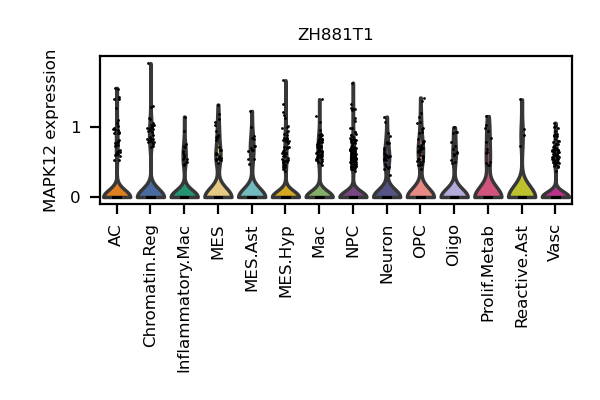 ZH881T1
MAPK12 expression
1
0
AC
Chromatin.Reg
Inflammatory.Mac
MES
MES.Ast
MES.Hyp
Mac
NPC
Neuron
OPC
Oligo
Prolif.Metab
Reactive.Ast
Vasc